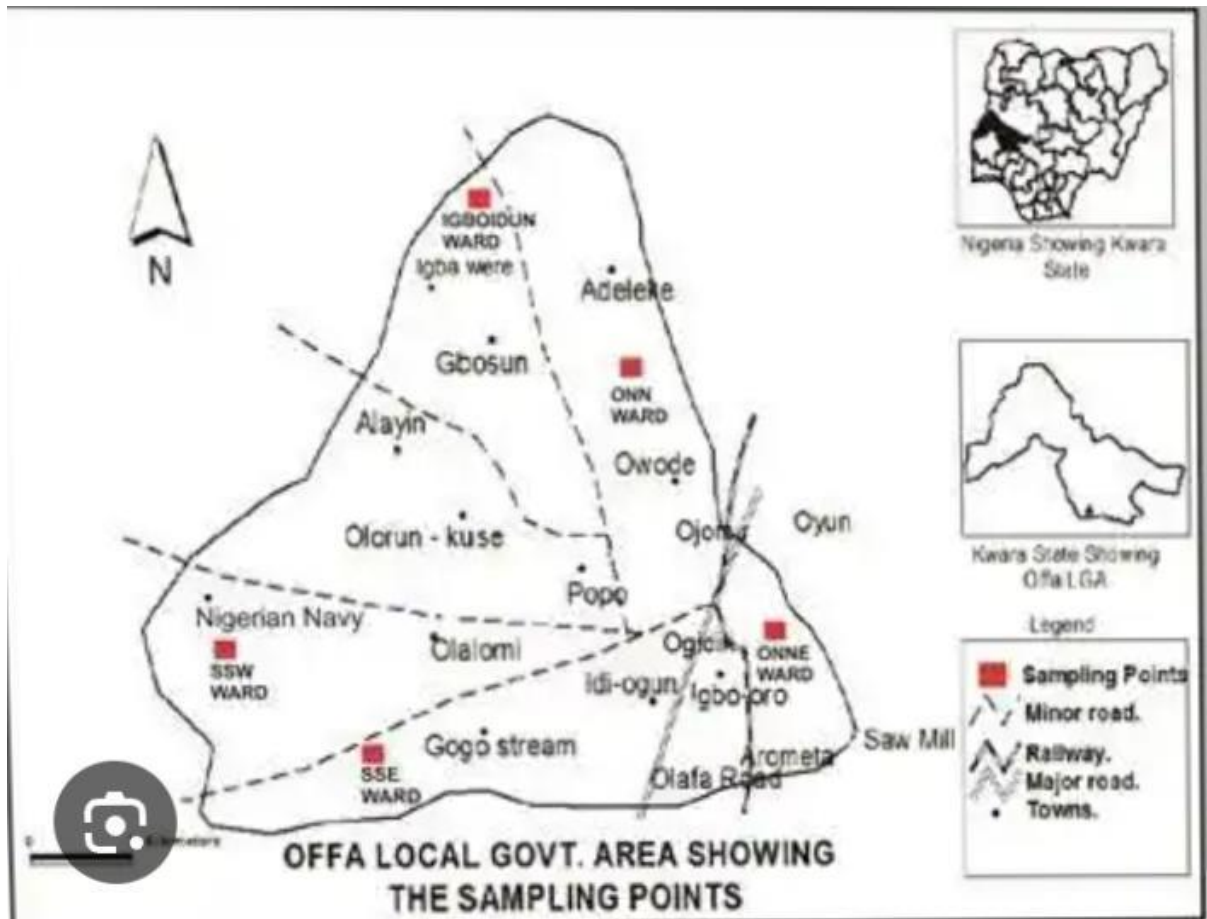 Nigeria Showing Kwara
State
N
IGBOIDUN
WARD
Igba were
Adeleke
Gbosun
ONN
WARD
Alayin
Owode
Olorun - kuse
Oyun
Popo
Kwara State Showing
Offa LGA
Nigerian Navy
SSW
WARD
Olalomi
ONNE
WARD
Idi-ogun
Igbo-oro
Gogo stream
SSE
WARD
Saw Mill
Arometa
Olafa Road
Legend
Sampling Points
Minor road.
Railway.
Major road.
Towns.
0
OFFA LOCAL GOVT. AREA SHOWING
THE SAMPLING POINTS